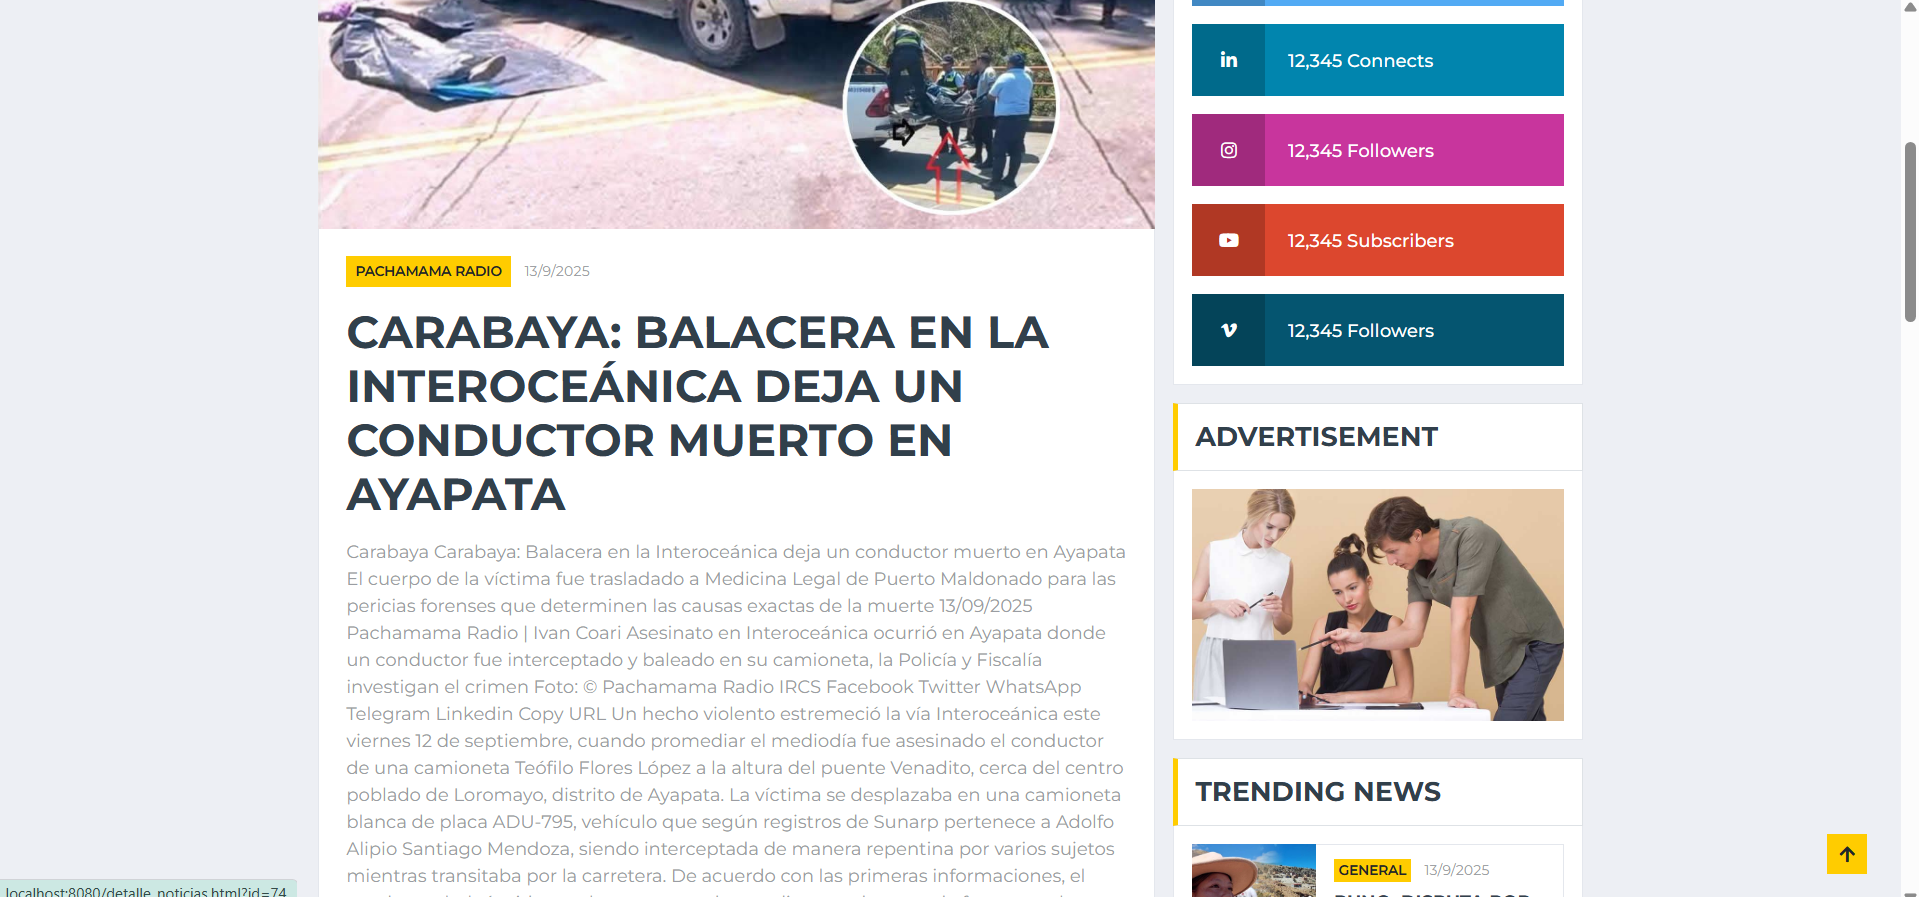 12,345 Connects
12,345 Followers
12,345 Subscribers
12,345 Followers
PACHAMAMA RADIO 13/9/2025
CARABAYA: BALACERA EN LA
INTEROCEÁNICA DEJA UN
CONDUCTOR MUERTO EN
AYAPATA
Carabaya Carabaya: Balacera en la Interoceánica deja un conductor muerto en Ayapata
El cuerpo de la víctima fue trasladado a Medicina Legal de Puerto Maldonado para las
pericias forenses que determinen las causas exactas de la muerte 13/09/2025
Pachamama Radio | Ivan Coari Asesinato en Interoceánica ocurrió en Ayapata donde
un conductor fue interceptado y baleado en su camioneta, la Policía y Fiscalía
investigan el crimen Foto: © Pachamama Radio IRCS Facebook Twitter WhatsApp
Telegram Linkedin Copy URL Un hecho violento estremeció la vía Interoceánica este
viernes 12 de septiembre, cuando promediar el mediodía fue asesinado el conductor
de una camioneta Teófilo Flores López a la altura del puente Venadito, cerca del centro
poblado de Loromayo, distrito de Ayapata. La víctima se desplazaba en una camioneta
blanca de placa ADU-795, vehículo que según registros de Sunarp pertenece a Adolfo
Alipio Santiago Mendoza, siendo interceptada de manera repentina por varios sujetos
mientras transitaba por la carretera. De acuerdo con las primeras informaciones, el
ADVERTISEMENT
TRENDING NEWS
GENERAL 13/9/2025
PUNO: DISPUTA POR
localhost:8080/detalle_noticias.html?id=74